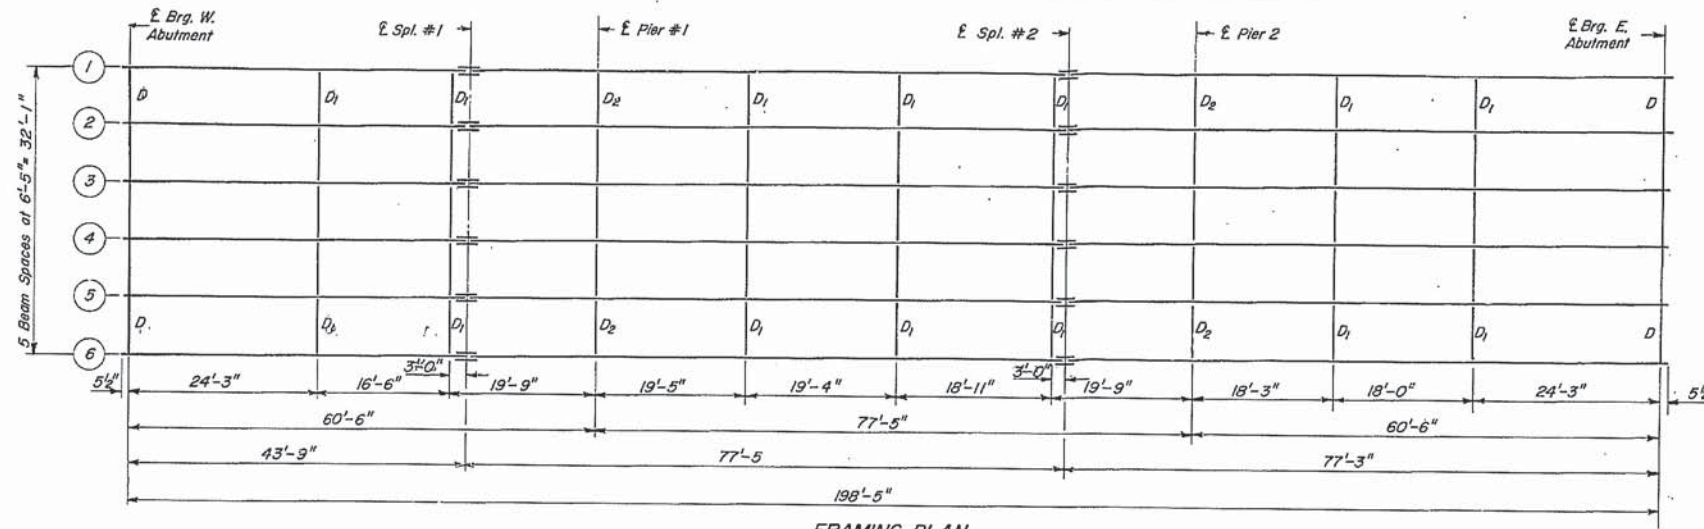 ℄ Brg. W.
Abutment
℄ Spl. #1
℄ Pier #1
℄ Spl. #2
℄ Pier 2
℄ Brg. E.
Abutment
1
2
3
4
5
6
5 Beam Spaces at 6'-5" = 32'-1"
D D1 D1 D2 D1 D1 D1 D2 D1 D1 D
D D1 D1 D2 D1 D1 D1 D2 D1 D1 D
3'-0" 3'-0"
5½" 24'-3" 16'-6" 19'-9" 19'-5" 19'-4" 18'-11" 19'-9" 18'-3" 18'-0" 24'-3"
60'-6" 77'-5" 60'-6"
43'-9" 77'-5 77'-3"
198'-5"
FRAMING PLAN